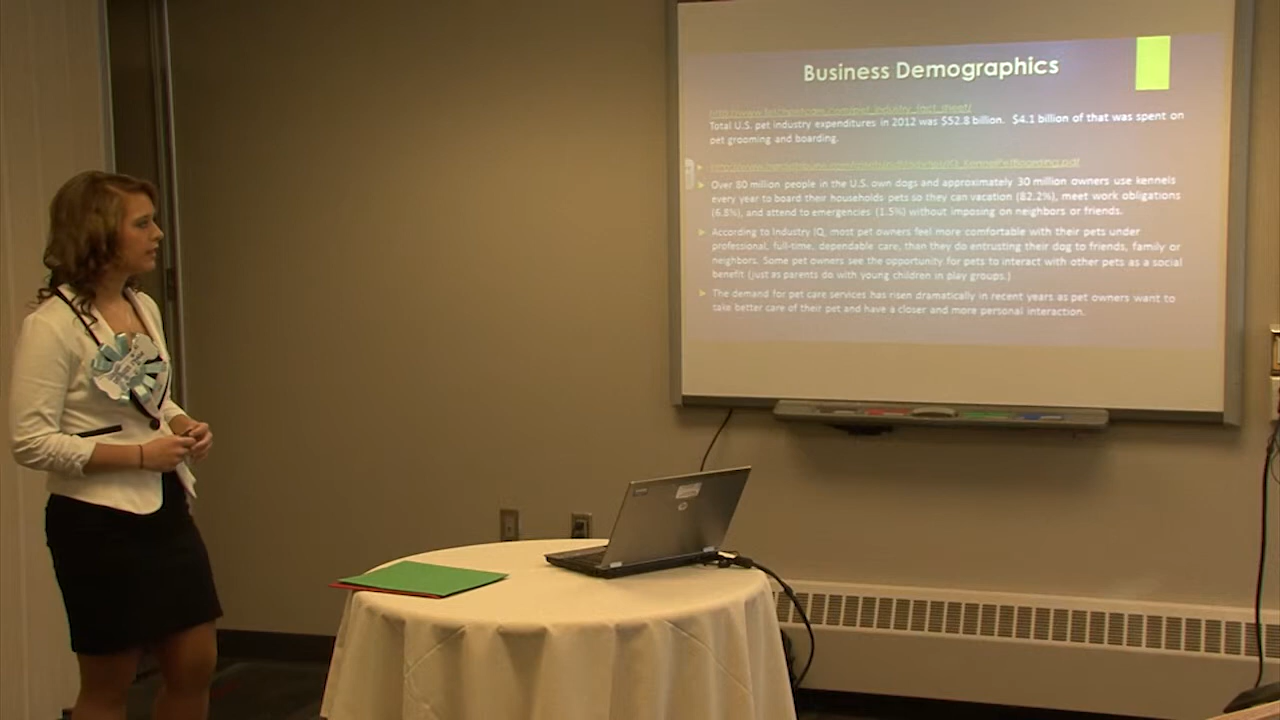 Business Demographics
Total U.S. pet industry expenditures in 2012 was $52.8 billion. $4.1 billion of that was spent on
pet grooming and boarding.
Over 80 million people in the U.S. own dogs and approximately 30 million owners use kennels
every year to board their households pets so they can vacation (82.2%), meet work obligations
(6.8%), and attend to emergencies (1.5%) without imposing on neighbors or friends.
According to Industry IQ, most pet owners feel more comfortable with their pets under
professional, full-time, dependable care, than they do entrusting their dog to friends, family or
neighbors. Some pet owners see the opportunity for pets to interact with other pets as a social
benefit (just as parents do with young children in play groups.)
The demand for pet care services has risen dramatically in recent years as pet owners want to
take better care of their pet and have a closer and more personal interaction.
hp